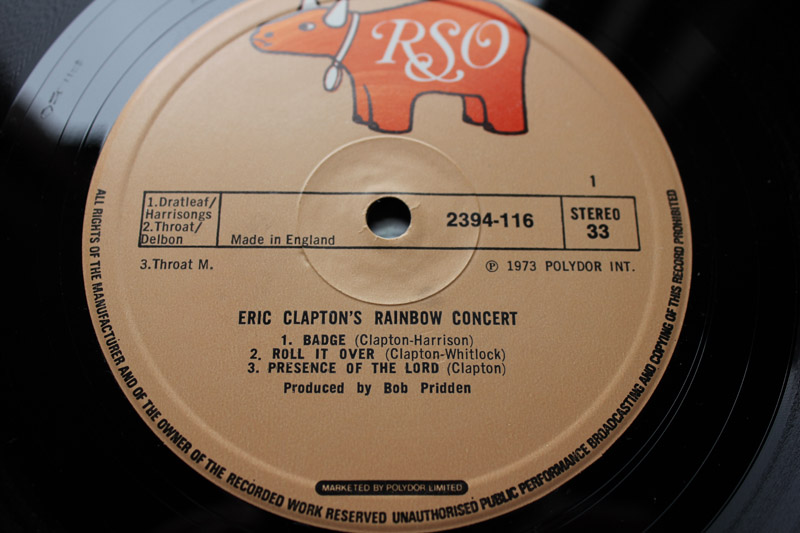 RSO
1
1.Dratleaf/
Harrisongs
2.Throat/
Delbon
Made in England
2394-116
STEREO
33
3.Throat M.
℗ 1973 POLYDOR INT.
ERIC CLAPTON'S RAINBOW CONCERT
1. BADGE (Clapton-Harrison)
2. ROLL IT OVER (Clapton-Whitlock)
3. PRESENCE OF THE LORD (Clapton)
Produced by Bob Pridden
MARKETED BY POLYDOR LIMITED
ALL RIGHTS OF THE MANUFACTURER AND OF THE OWNER OF THE RECORDED WORK RESERVED UNAUTHORISED PUBLIC PERFORMANCE BROADCASTING AND COPYING OF THIS RECORD PROHIBITED